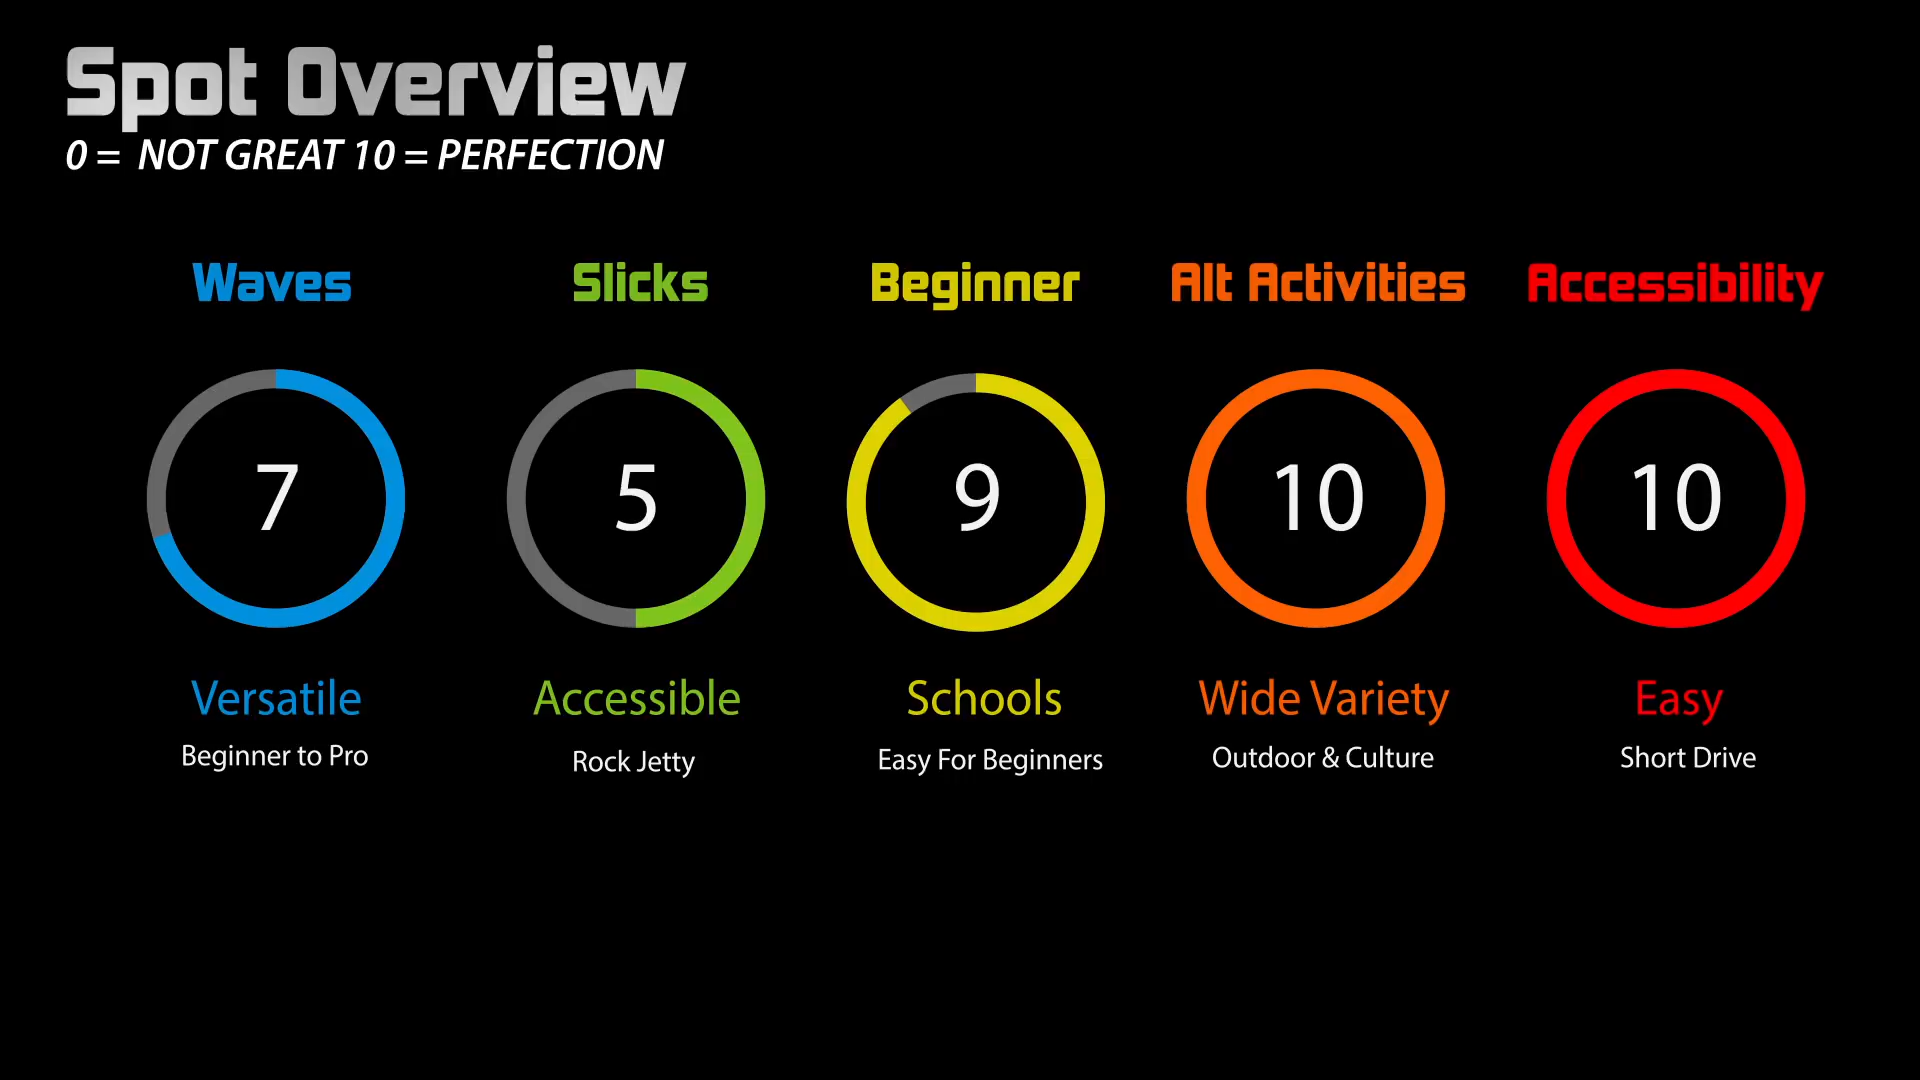 Spot Overview
0 = NOT GREAT 10 = PERFECTION
Waves
Slicks
Beginner
Alt Activities
Accessibility
7
5
9
10
10
Versatile
Accessible
Schools
Wide Variety
Easy
Beginner to Pro
Rock Jetty
Easy For Beginners
Outdoor & Culture
Short Drive